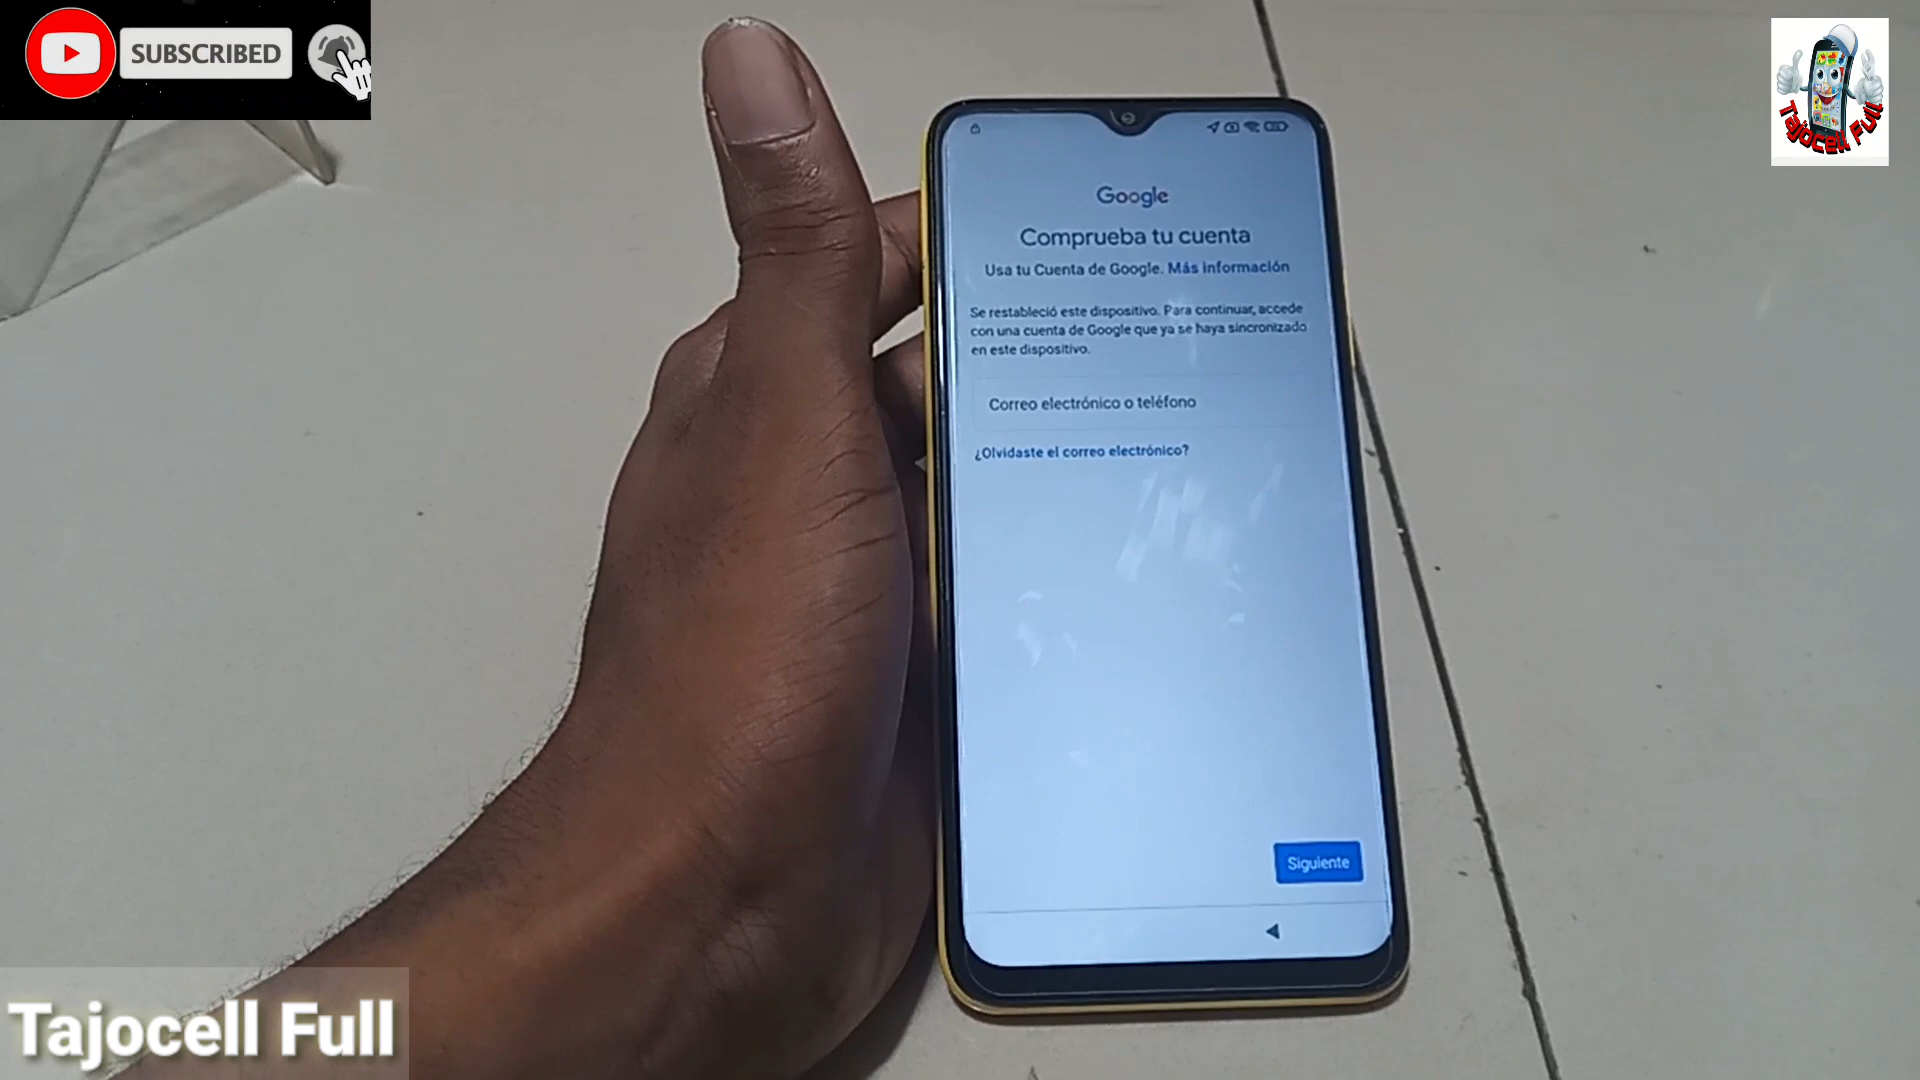 SUBSCRIBED
Tajocell Full
Google
Comprueba tu cuenta
Usa tu Cuenta de Google. Más información
Se restableció este dispositivo. Para continuar, accede
con una cuenta de Google que ya se haya sincronizado
en este dispositivo.
Correo electrónico o teléfono
¿Olvidaste el correo electrónico?
Siguiente
Tajocell Full